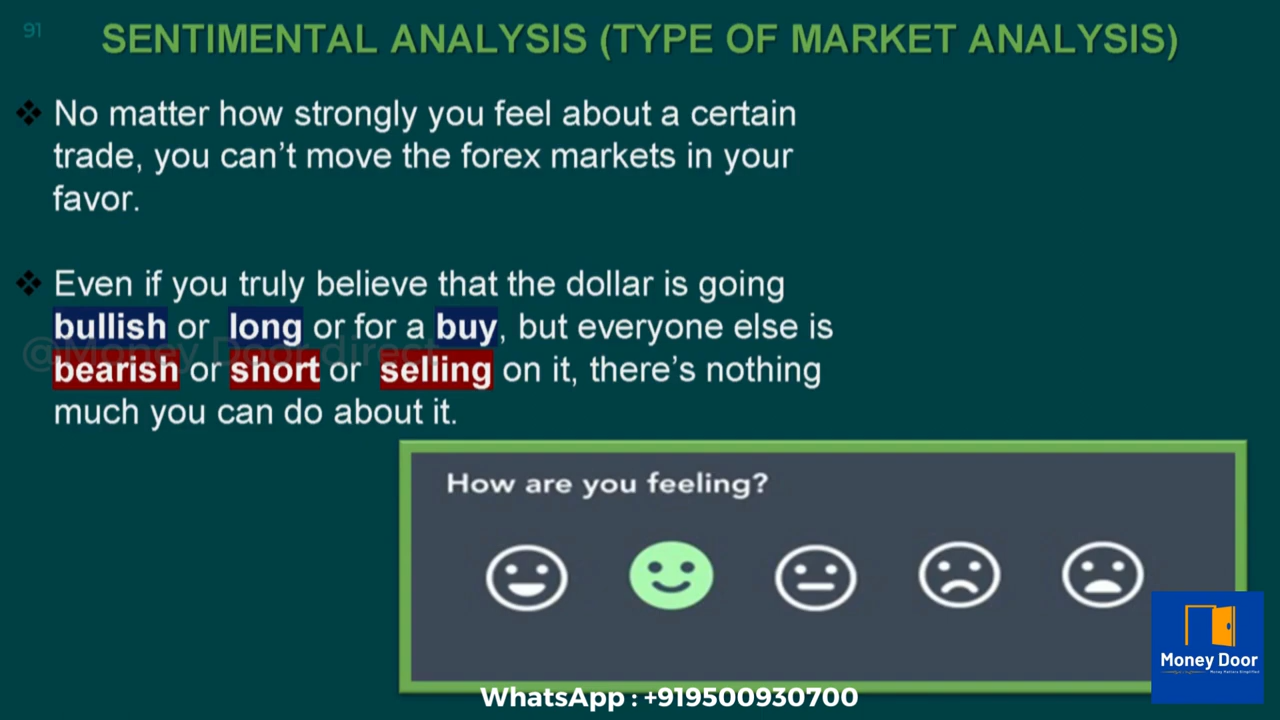 91
SENTIMENTAL ANALYSIS (TYPE OF MARKET ANALYSIS)
No matter how strongly you feel about a certain
trade, you can't move the forex markets in your
favor.
Even if you truly believe that the dollar is going
bullish or long or for a buy, but everyone else is
@Money Door direct
bearish or short or selling on it, there's nothing
much you can do about it.
How are you feeling?
Money Door
WhatsApp : +919500930700